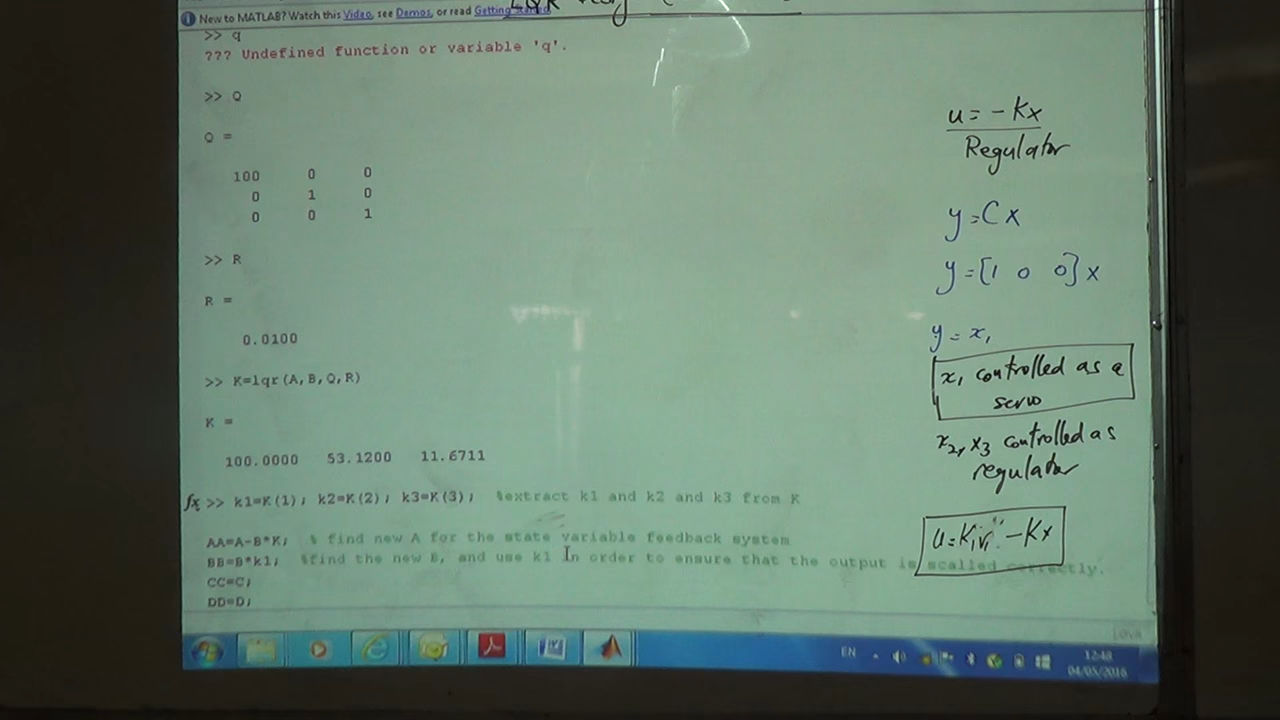 LQR
New to MATLAB? Watch this Video, see Demos, or read Getting Started.
>> q
??? Undefined function or variable 'q'.
>> Q
Q =
100 0 0
0 1 0
0 0 1
>> R
R =
0.0100
>> K=lqr(A,B,Q,R)
K =
100.0000 53.1200 11.6711
fx >> k1=K(1); k2=K(2); k3=K(3); %extract k1 and k2 and k3 from K
AA=A-B*K; % find new A for the state variable feedback system
BB=B*k1; %find the new B, and use k1 in order to ensure that the output is scalled correctly.
CC=C;
DD=D;
u = -Kx
Regulator
y = Cx
y = [1 0 0] x
y = x1
x1 controlled as a
servo
x2, x3 controlled as
regulator
u = K1r - Kx
OVR
EN
12:48
04/05/2016